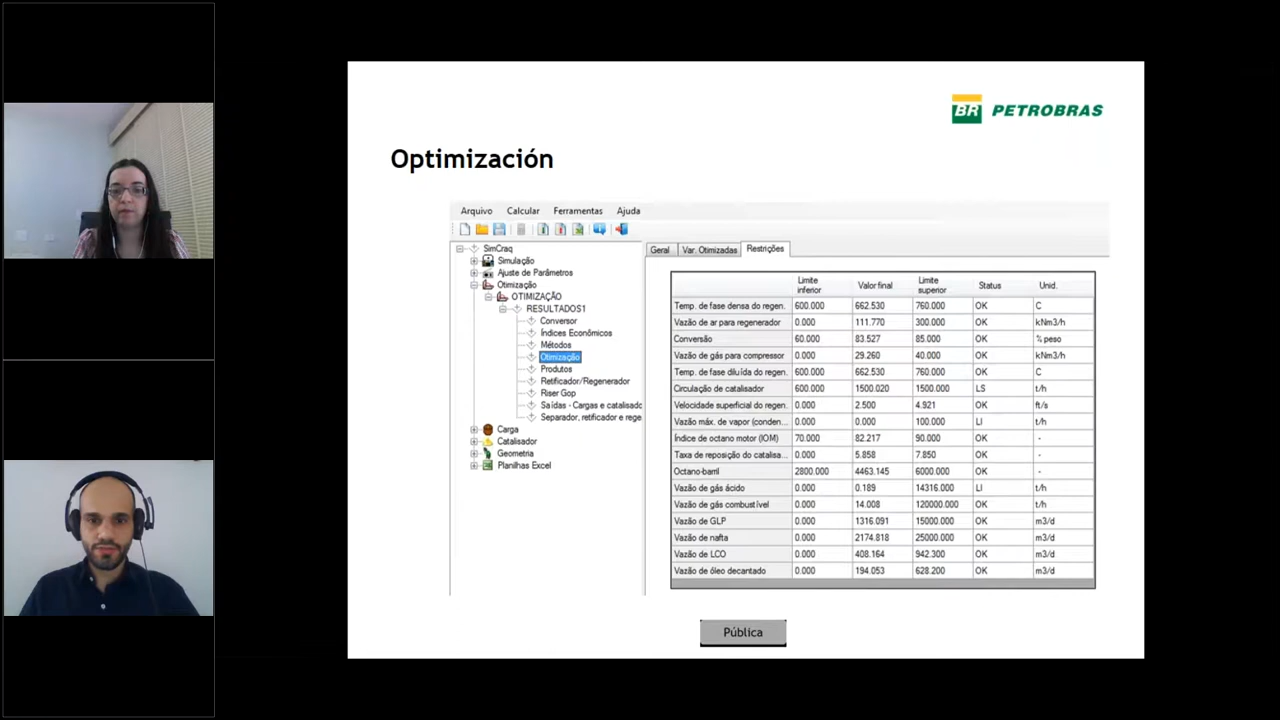 BR PETROBRAS
Optimización
Arquivo Calcular Ferramentas Ajuda
SimCraq
Simulação
Ajuste de Parâmetros
Otimização
OTIMIZAÇÃO
RESULTADOS1
Conversor
Índices Econômicos
Métodos
Otimização
Produtos
Retificador/Regenerador
Riser Gop
Saídas - Cargas e catalisado
Separador, retificador e rege
Carga
Catalisador
Geometria
Planilhas Excel
Geral Var. Otimizadas Restrições
Limite inferior Valor final Limite superior Status Unid.
Temp. de fase densa do regen. 600.000 662.530 760.000 OK C
Vazão de ar para regenerador 0.000 111.770 300.000 OK kNm3/h
Conversão 60.000 83.527 85.000 OK % peso
Vazão de gás para compressor 0.000 29.260 40.000 OK kNm3/h
Temp. de fase diluída do regen. 600.000 662.530 760.000 OK C
Circulação de catalisador 600.000 1500.020 1500.000 LS t/h
Velocidade superficial do regen. 0.000 2.500 4.921 OK ft/s
Vazão máx. de vapor (conden... 0.000 0.000 100.000 LI t/h
Índice de octano motor (IOM) 70.000 82.217 90.000 OK -
Taxa de reposição do catalisa... 0.000 5.858 7.850 OK -
Octano-barril 2800.000 4463.145 6000.000 OK -
Vazão de gás ácido 0.000 0.189 14316.000 LI t/h
Vazão de gás combustível 0.000 14.008 120000.000 OK t/h
Vazão de GLP 0.000 1316.091 15000.000 OK m3/d
Vazão de nafta 0.000 2174.818 25000.000 OK m3/d
Vazão de LCO 0.000 408.164 942.300 OK m3/d
Vazão de óleo decantado 0.000 194.053 628.200 OK m3/d
Pública